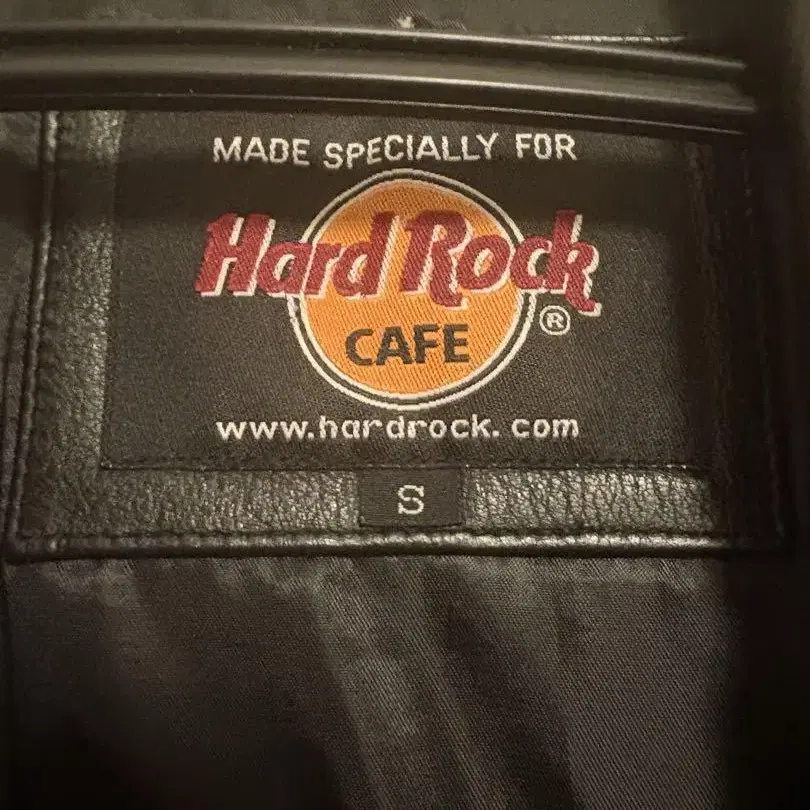 MADE SPECIALLY FOR
Hard Rock
CAFE
®
www.hardrock. com
S